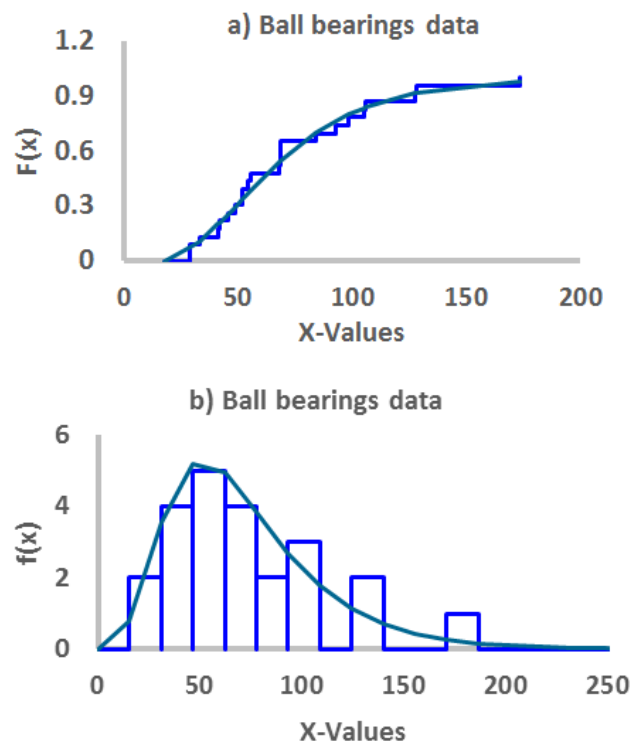 a) Ball bearings data
1.2
0.9
0.6
0.3
0
F(x)
0 50 100 150 200
X-Values
b) Ball bearings data
6
4
2
0
f(x)
0 50 100 150 200 250
X-Values